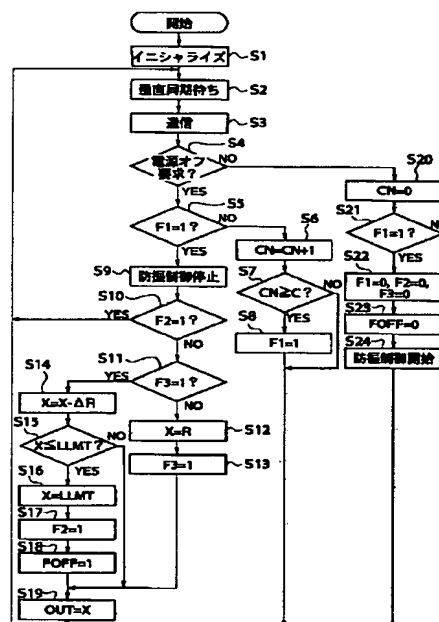 開始
イニシャライズ
S1
垂直同期待ち
S2
通信
S3
S4
電源オフ
要求?
NO
YES
S20
CN=0
S5
F1=1?
NO
YES
S6
CN=CN+1
S21
F1=1?
NO
YES
S9
防振制御停止
S7
CN≧C?
NO
YES
S22
F1=0, F2=0,
F3=0
S10
F2=1?
YES
NO
S8
F1=1
S23
FOFF=0
S24
防振制御開始
S11
F3=1?
YES
NO
S14
X=X-ΔR
S12
X=R
S15
X≦LLMT?
NO
YES
S13
F3=1
S16
X=LLMT
S17
F2=1
S18
FOFF=1
S19
OUT=X